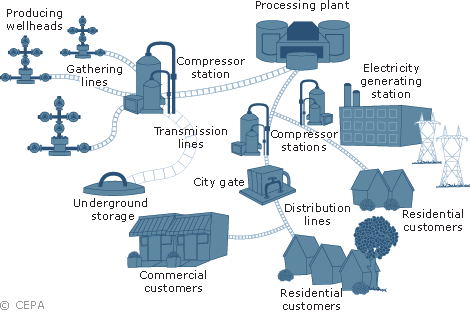 Processing plant
Producing
wellheads
Gathering
lines
Compressor
station
Electricity
generating
station
Transmission
lines
Compressor
stations
City gate
Underground
storage
Distribution
lines
Residential
customers
Commercial
customers
Residential
customers
© CEPA